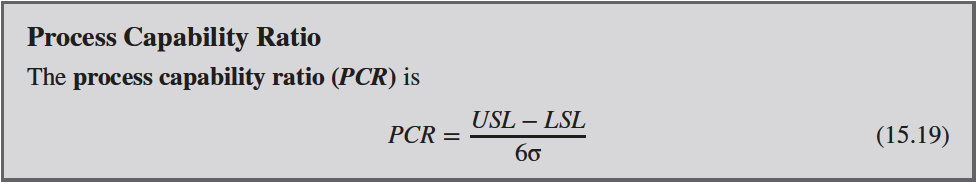 Process Capability Ratio
The process capability ratio (PCR) is
PCR = USL − LSL / 6σ (15.19)